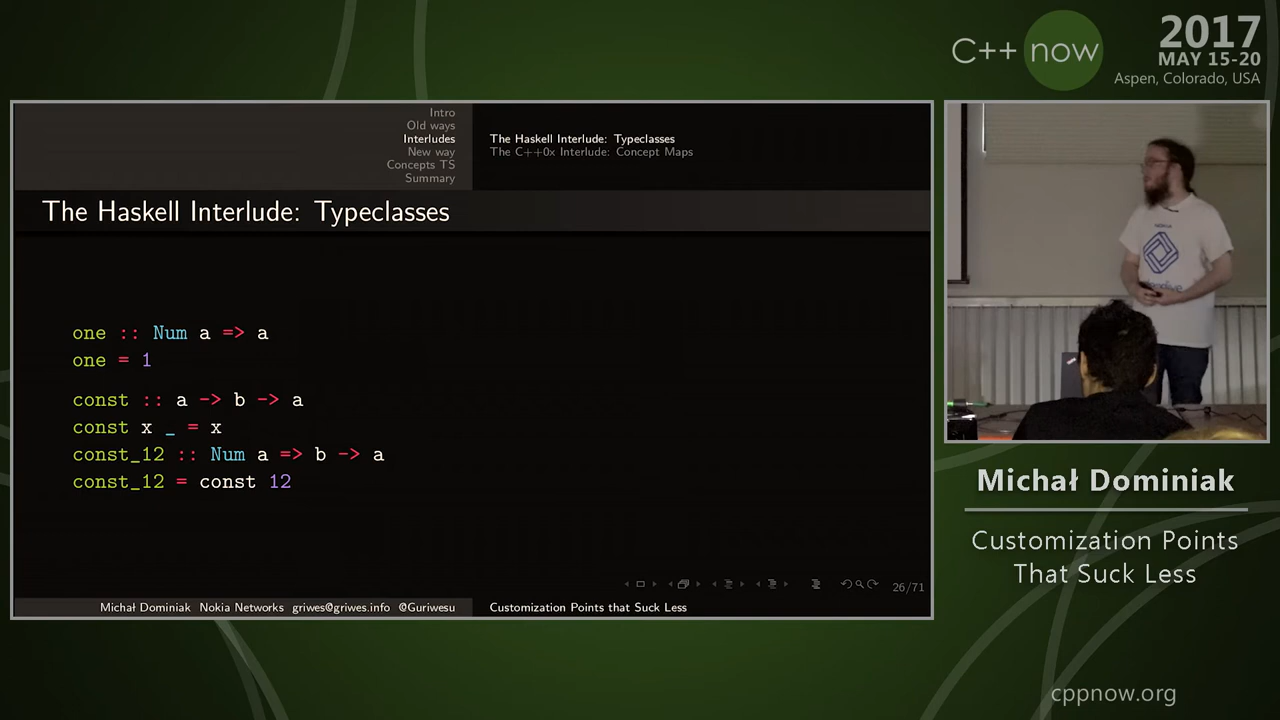 C++ now
2017
MAY 15-20
Aspen, Colorado, USA
Intro
Old ways
Interludes
New way
Concepts TS
Summary
The Haskell Interlude: Typeclasses
The C++0x Interlude: Concept Maps
The Haskell Interlude: Typeclasses
one :: Num a => a
one = 1
const :: a -> b -> a
const x _ = x
const_12 :: Num a => b -> a
const_12 = const 12
26/71
Michał Dominiak Nokia Networks griwes@griwes.info @Guriwesu
Customization Points that Suck Less
NOKIA
Michał Dominiak
Customization Points
That Suck Less
cppnow.org